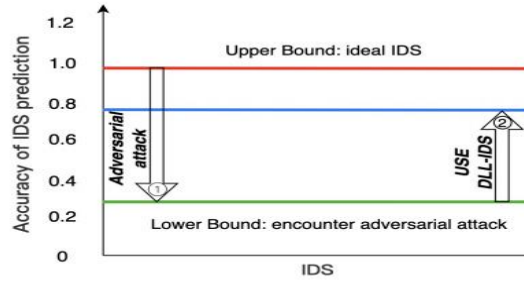 1.2
Upper Bound: ideal IDS
1.0
0.8
0.6
0.4
0.2
0
Accuracy of IDS prediction
Adversarial
attack
1
2
USE
DLL-IDS
Lower Bound: encounter adversarial attack
IDS